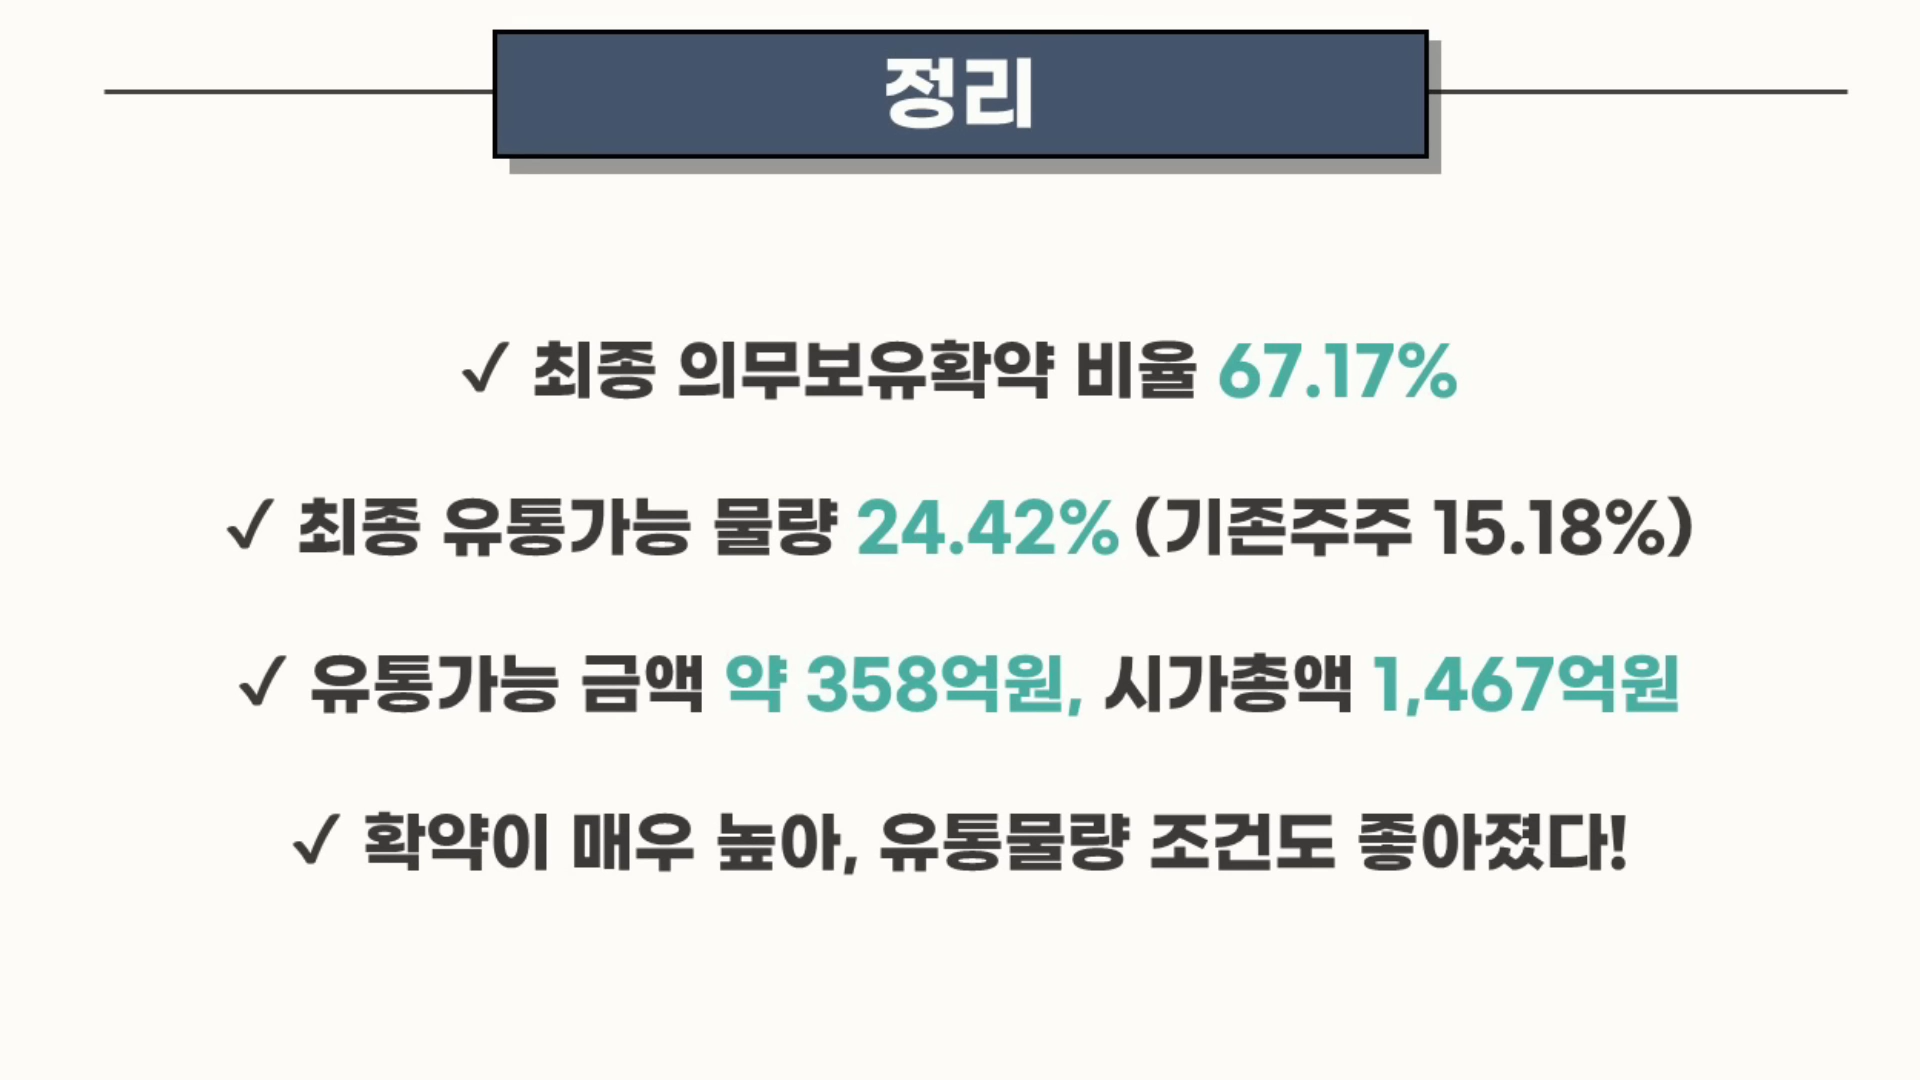 정리
✓ 최종 의무보유확약 비율 67.17%
✓ 최종 유통가능 물량 24.42% (기존주주 15.18%)
✓ 유통가능 금액 약 358억원, 시가총액 1,467억원
✓ 확약이 매우 높아, 유통물량 조건도 좋아졌다!